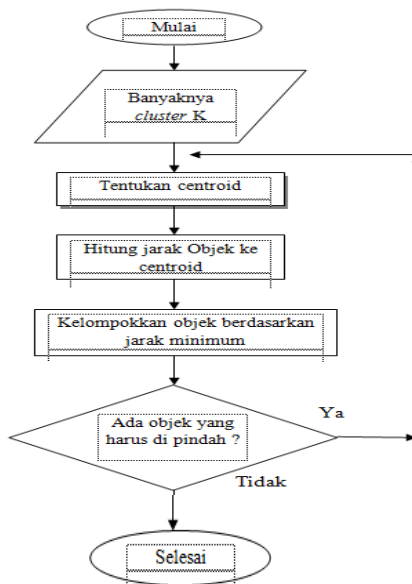 Mulai
Banyaknya
cluster K
Tentukan centroid
Hitung jarak Objek ke
centroid
Kelompokkan objek berdasarkan
jarak minimum
Ada objek yang
harus di pindah ?
Ya
Tidak
Selesai